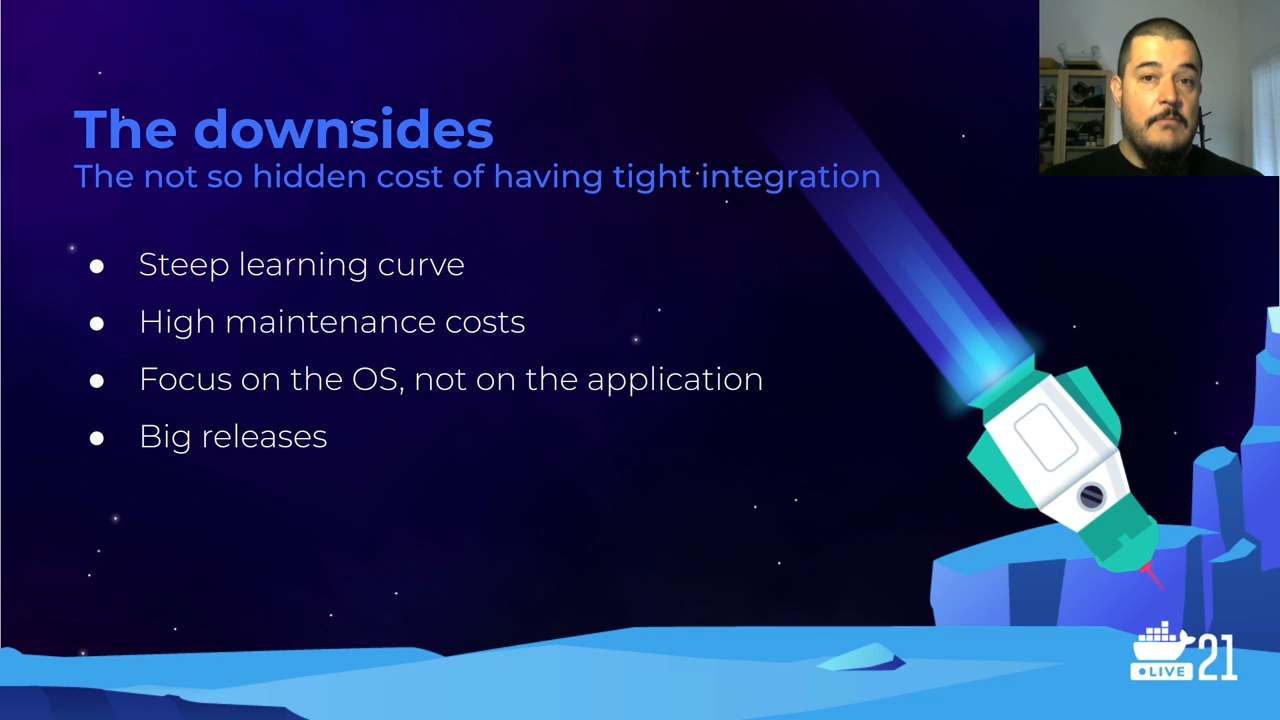 The downsides
The not so hidden cost of having tight integration
● Steep learning curve
● High maintenance costs
● Focus on the OS, not on the application
● Big releases
LIVE 21